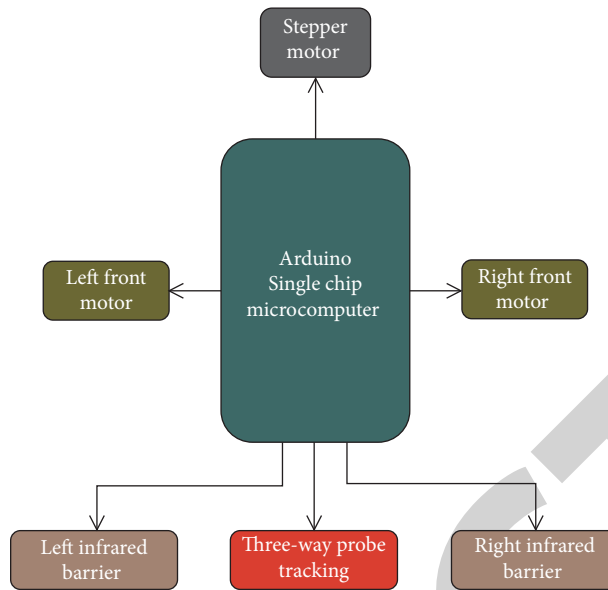 Stepper
motor
Arduino
Single chip
microcomputer
Left front
motor
Right front
motor
Left infrared
barrier
Three-way probe
tracking
Right infrared
barrier